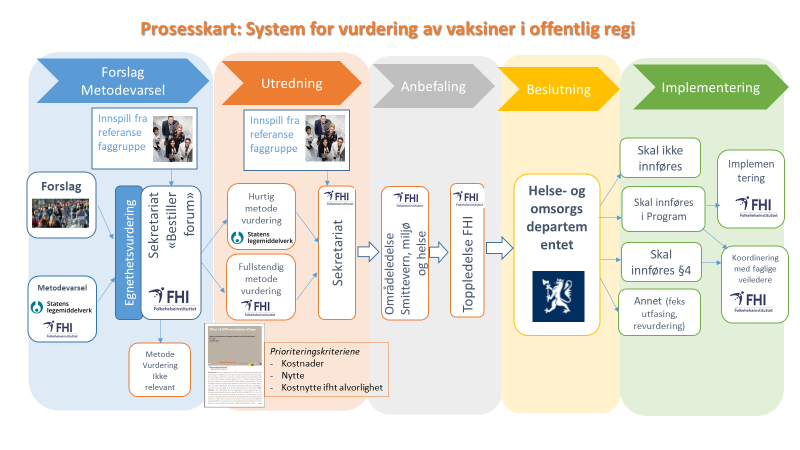 Prosesskart: System for vurdering av vaksiner i offentlig regi
Forslag
Metodevarsel
Utredning
Anbefaling
Beslutning
Implementering
Innspill fra
referanse
faggruppe
Innspill fra
referanse
faggruppe
Forslag
Metodevarsel
Statens
legemiddelverk
FHI
Folkehelseinstituttet
Egnethetsvurdering
Sekretariat
«Bestiller
forum»
FHI
Folkehelseinstituttet
Metode
Vurdering
Ikke
relevant
Hurtig
metode
vurdering
Statens
legemiddelverk
Fullstendig
metode
vurdering
FHI
Folkehelseinstituttet
FHI
Folkehelseinstituttet
Sekretariat
Prioriteringskriteriene
- Kostnader
- Nytte
- Kostnytte ifht alvorlighet
FHI
Folkehelseinstituttet
Områdeledelse
Smittevern, miljø
og helse
FHI
Folkehelseinstituttet
Toppledelse FHI
Helse- og
omsorgs
departem
entet
Skal ikke
innføres
Skal innføres
i Program
Skal
innføres §4
Annet (feks
utfasing,
revurdering)
Implemen
tering
FHI
Folkehelseinstituttet
Koordinering
med faglige
veiledere
FHI
Folkehelseinstituttet